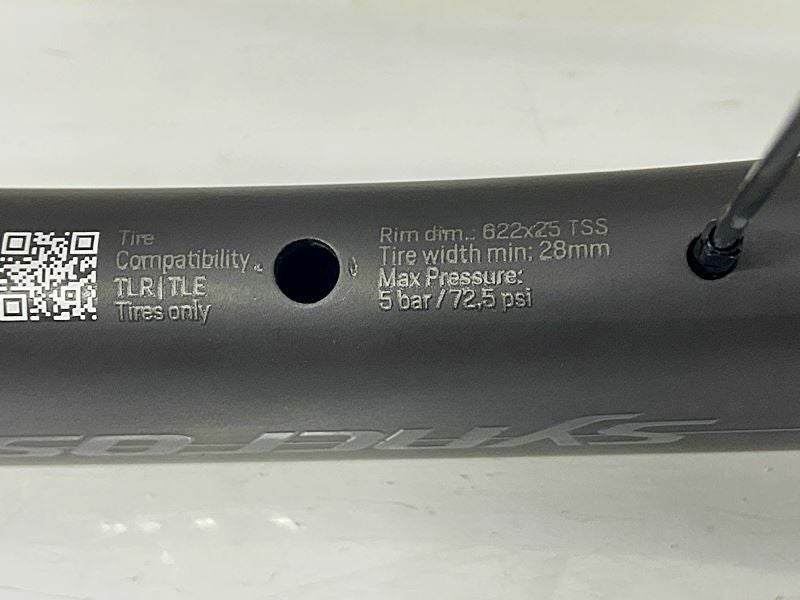 Tire
Compatibility
TLR | TLE
Tires only
Rim dim.: 622x25 TSS
Tire width min: 28mm
Max Pressure:
5 bar / 72,5 psi
syncros